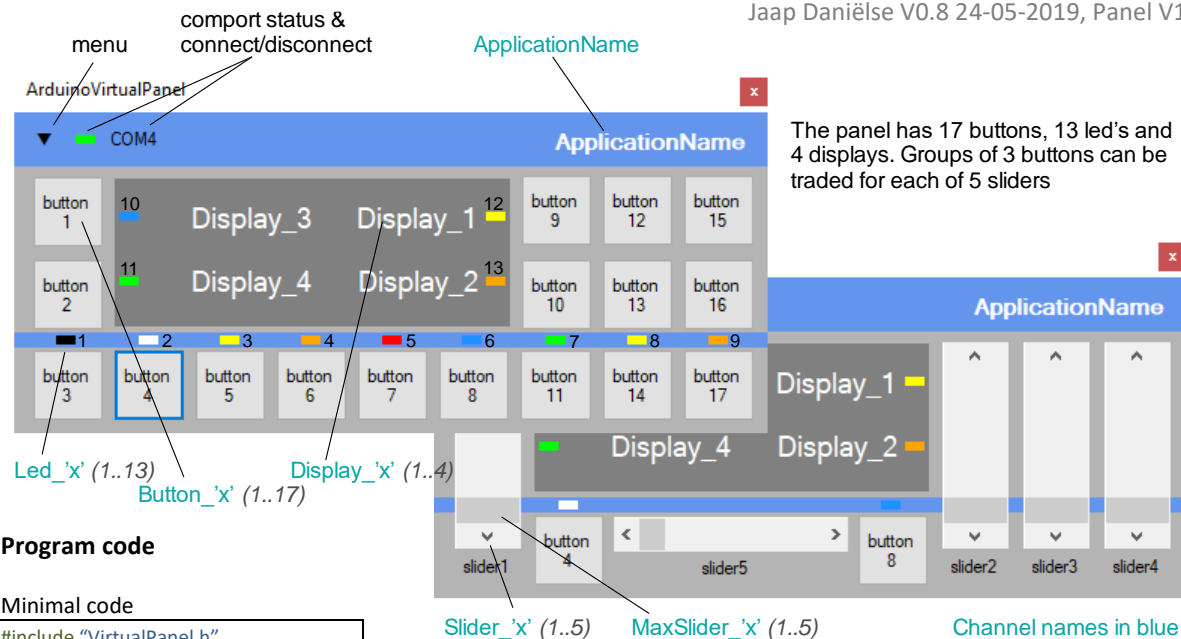 Jaap Daniëlse V0.8 24-05-2019, Panel V1
comport status &
menu connect/disconnect ApplicationName
ArduinoVirtualPanel x
COM4 ApplicationName
The panel has 17 buttons, 13 led's and
4 displays. Groups of 3 buttons can be
traded for each of 5 sliders
button 1
10 Display_3 Display_1 12
button 9
button 12
button 15
button 2
11 Display_4 Display_2 13
button 10
button 13
button 16
1 2 3 4 5 6 7 8 9
button 3
button 4
button 5
button 6
button 7
button 8
button 11
button 14
button 17
x
ApplicationName
Display_1
Display_4 Display_2
button 4
button 8
slider1 slider5 slider2 slider3 slider4
Led_'x' (1..13) Display_'x' (1..4)
Button_'x' (1..17)
Slider_'x' (1..5) MaxSlider_'x' (1..5) Channel names in blue
Program code
Minimal code
#include "VirtualPanel.h"